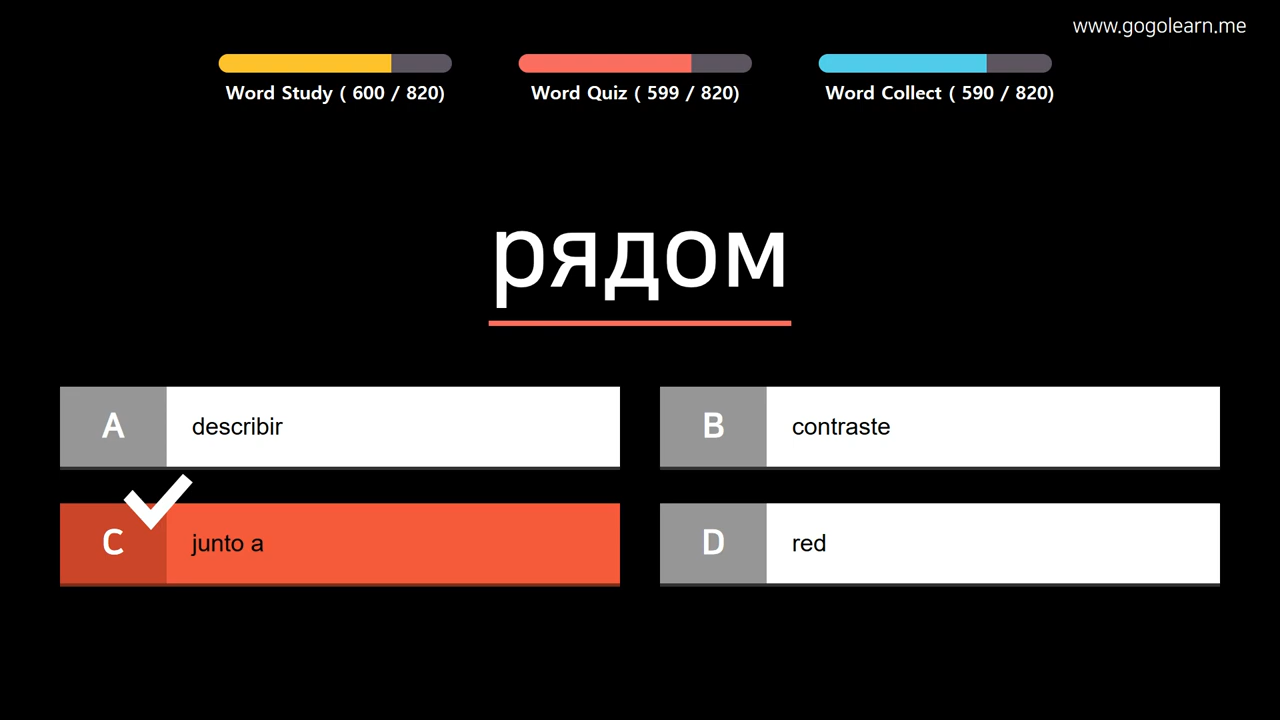 www.gogolearn.me
Word Study ( 600 / 820)
Word Quiz ( 599 / 820)
Word Collect ( 590 / 820)
рядом
A describir
B contraste
C junto a
D red